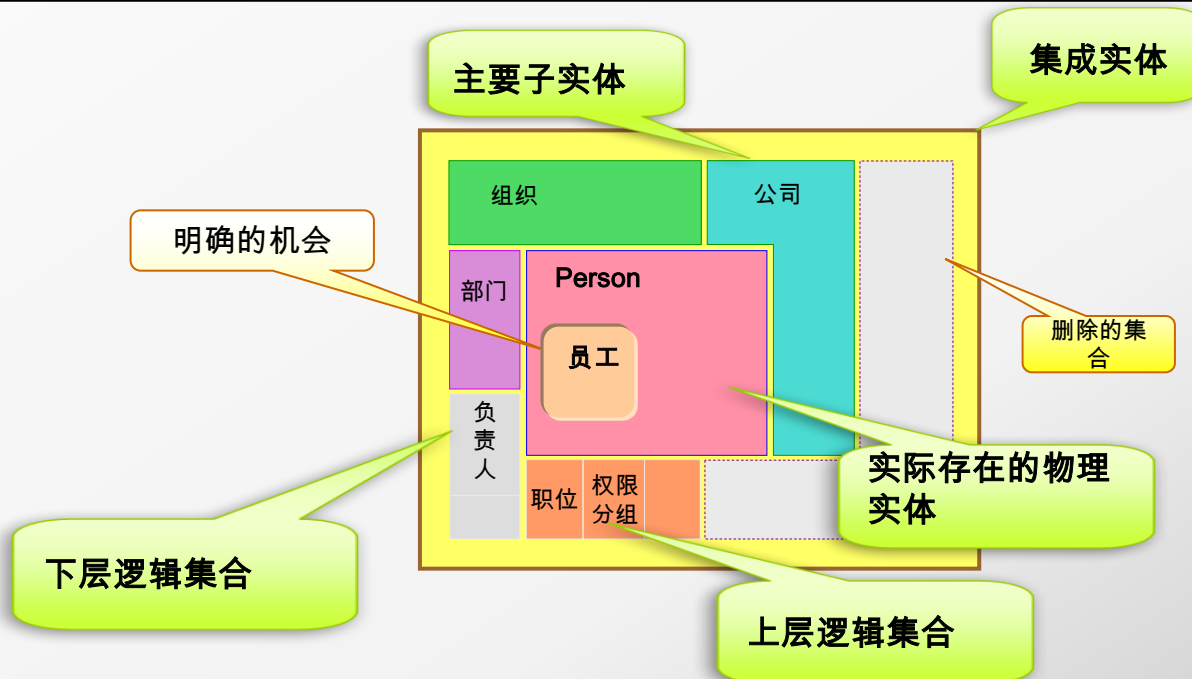 集成实体
主要子实体
组织
公司
明确的机会
部门
Person
删除的集
合
员工
负
责
人
实际存在的物理
实体
职位
权限
分组
下层逻辑集合
上层逻辑集合